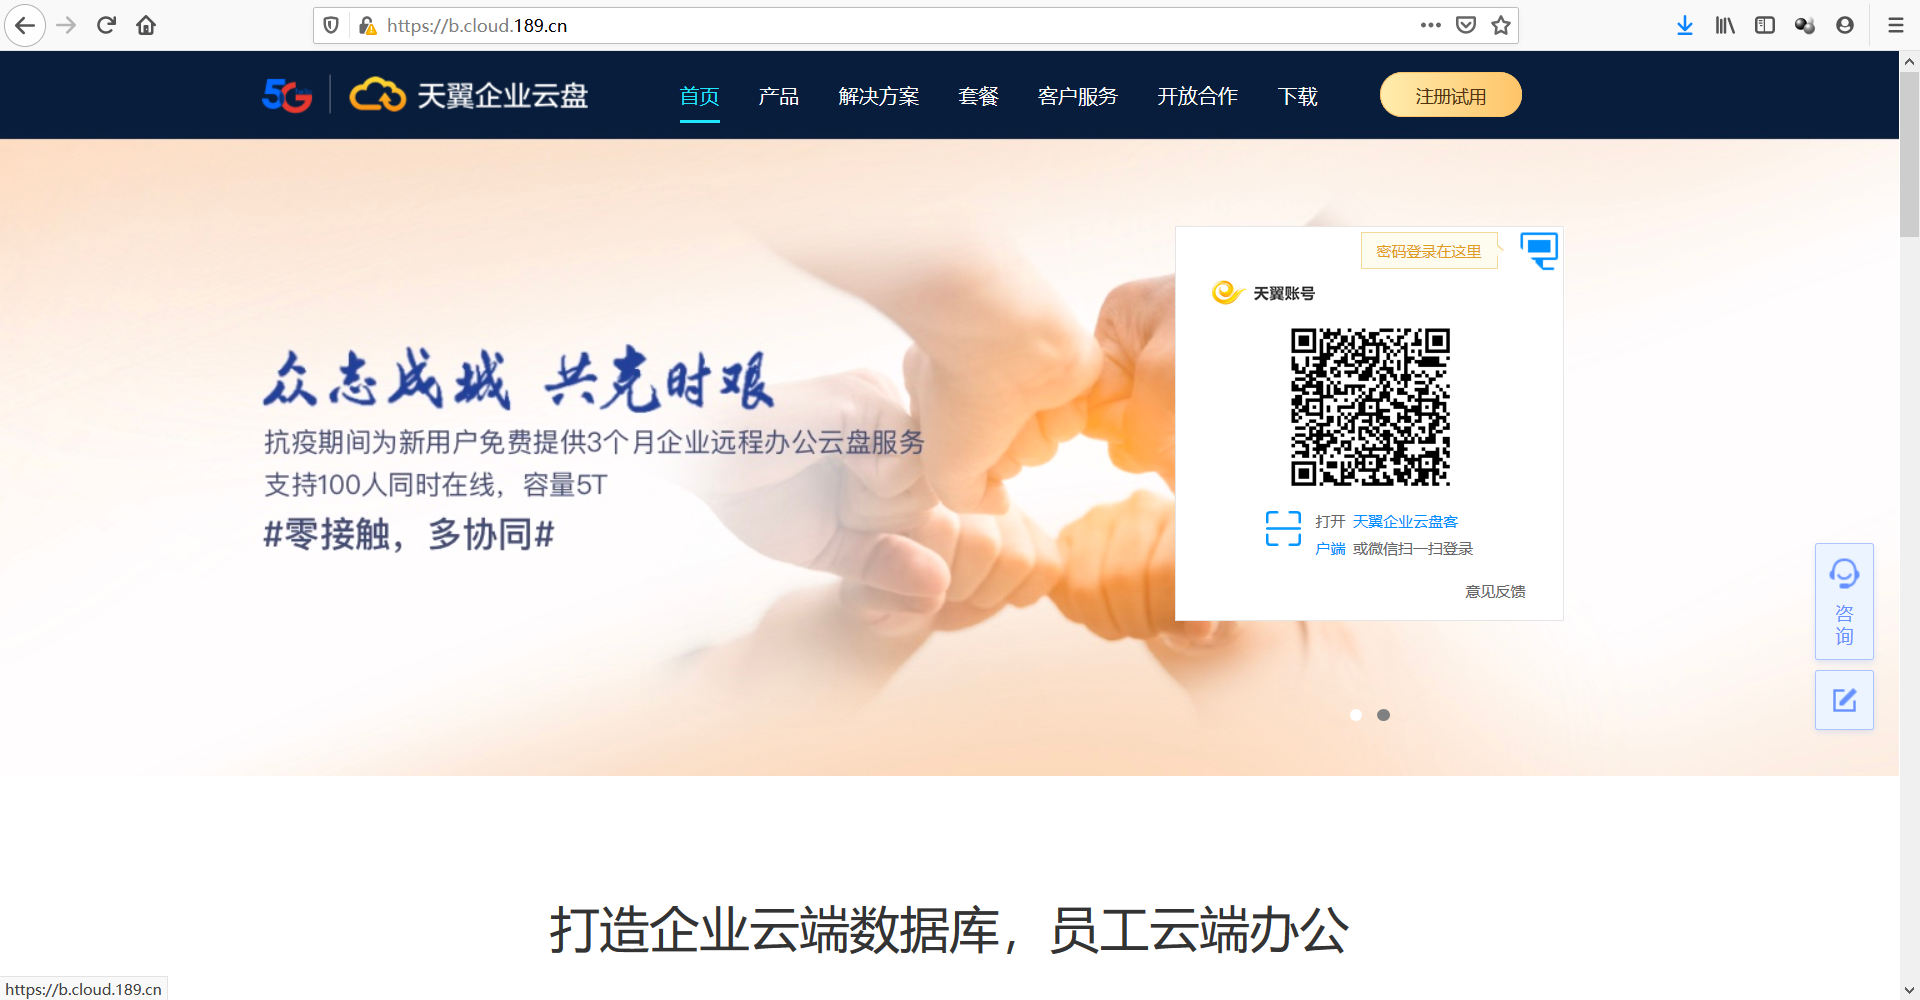 https://b.cloud.189.cn
5G 天翼企业云盘 首页 产品 解决方案 套餐 客户服务 开放合作 下载 注册试用
密码登录在这里
天翼账号
众志成城 共克时艰
抗疫期间为新用户免费提供3个月企业远程办公云盘服务
支持100人同时在线，容量5T
#零接触，多协同#
打开 天翼企业云盘客
户端 或微信扫一扫登录
意见反馈
咨
询
打造企业云端数据库，员工云端办公
https://b.cloud.189.cn